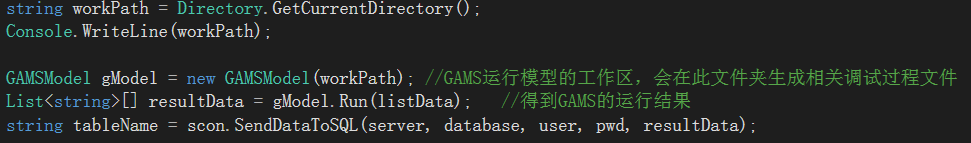 string workPath = Directory.GetCurrentDirectory();
Console.WriteLine(workPath);
GAMSModel gModel = new GAMSModel(workPath); //GAMS运行模型的工作区，会在此文件夹生成相关调试过程文件
List<string>[] resultData = gModel.Run(listData);   //得到GAMS的运行结果
string tableName = scon.SendDataToSQL(server, database, user, pwd, resultData);